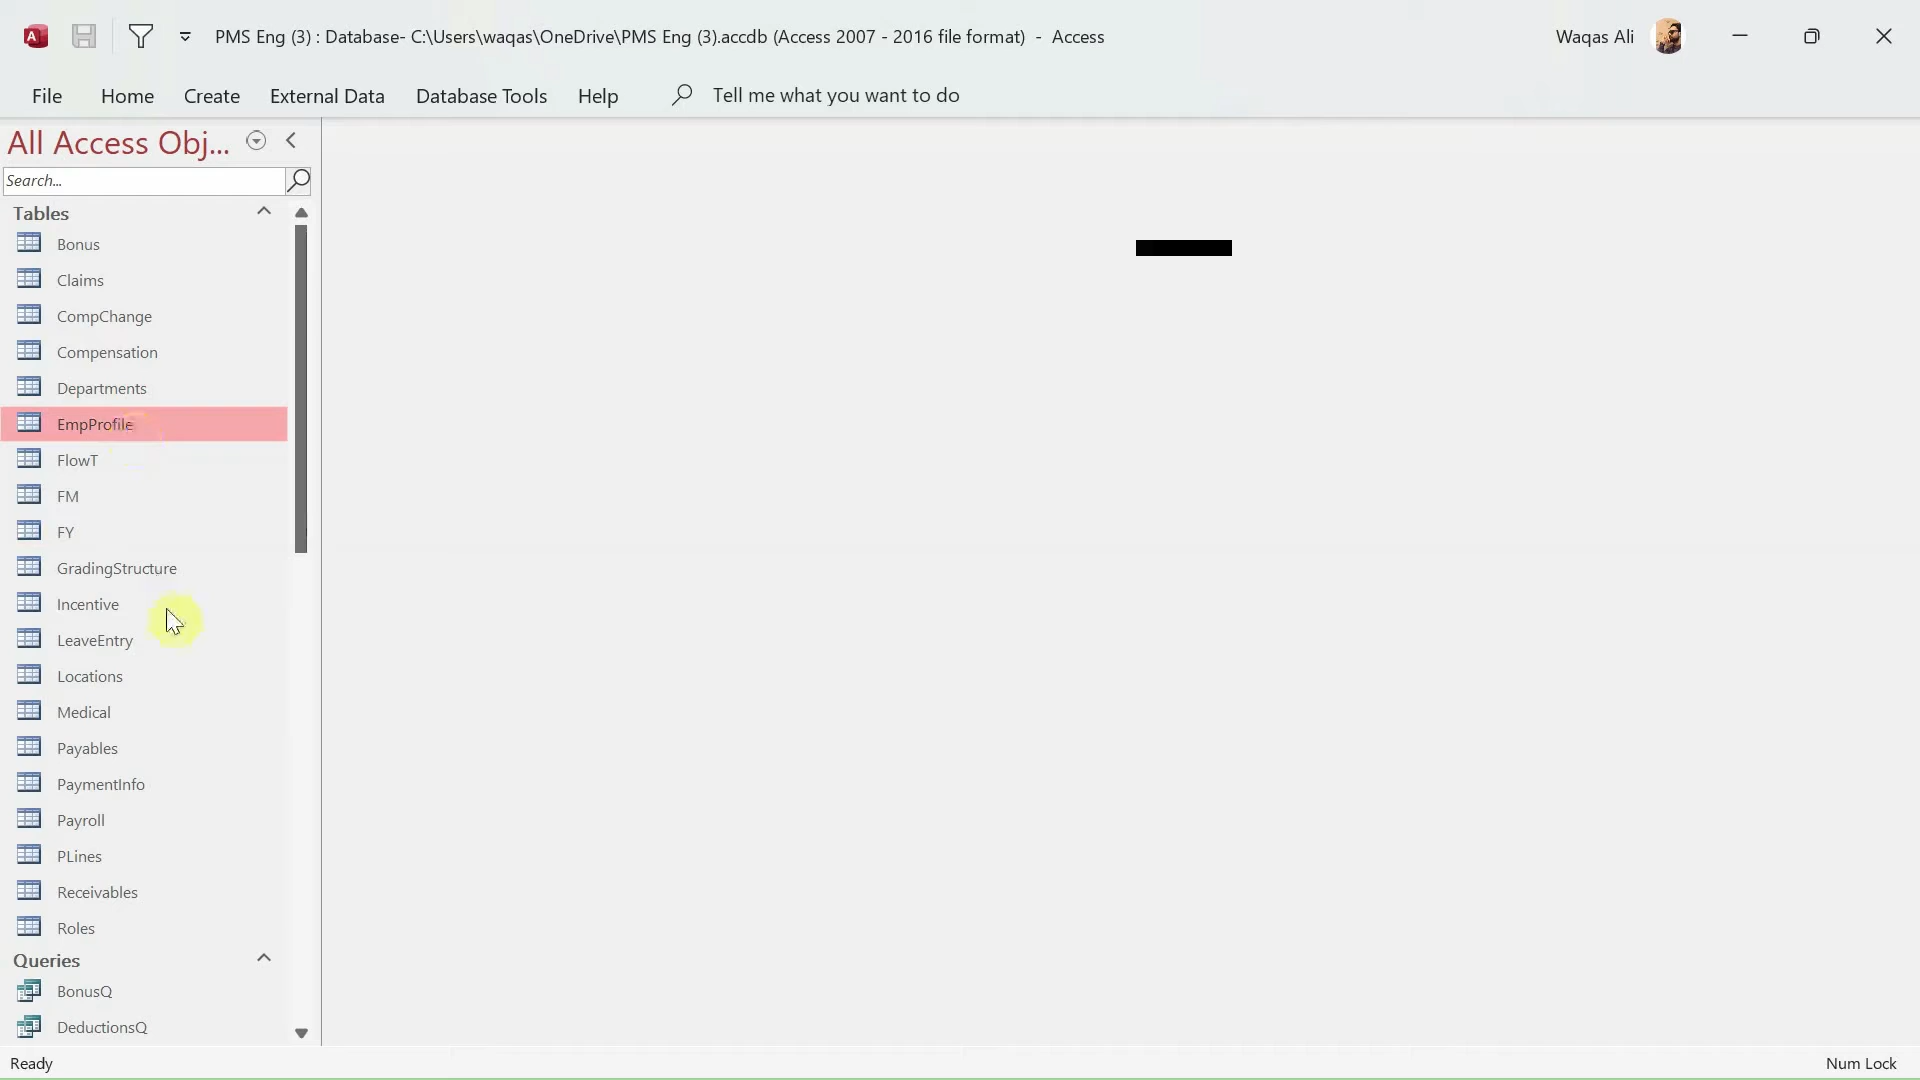 PMS Eng (3) : Database- C:\Users\waqas\OneDrive\PMS Eng (3).accdb (Access 2007 - 2016 file format) - Access
Waqas Ali
File Home Create External Data Database Tools Help Tell me what you want to do
All Access Obj...
Search...
Tables
Bonus
Claims
CompChange
Compensation
Departments
EmpProfile
FlowT
FM
FY
GradingStructure
Incentive
LeaveEntry
Locations
Medical
Payables
PaymentInfo
Payroll
PLines
Receivables
Roles
Queries
BonusQ
DeductionsQ
Ready
Num Lock